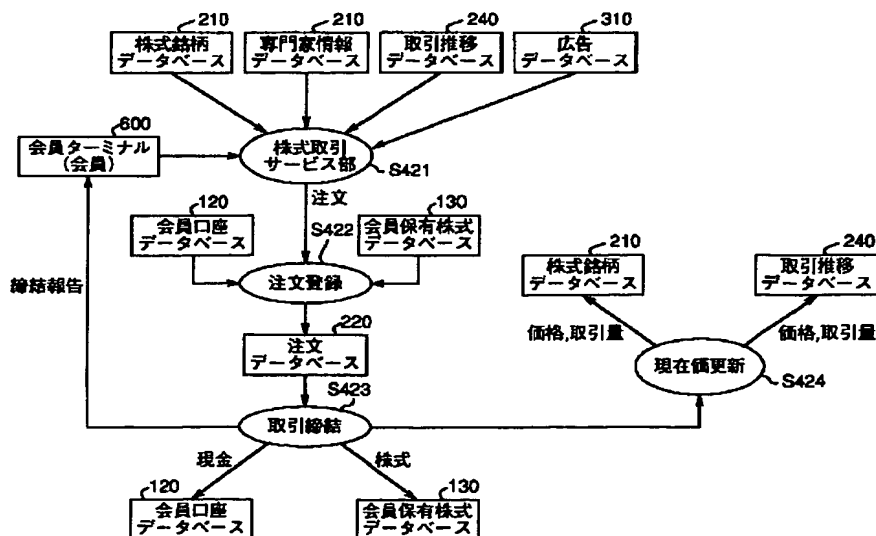 210
株式銘柄
データベース
210
専門家情報
データベース
240
取引推移
データベース
310
広告
データベース
600
会員ターミナル
(会員)
株式取引
サービス部
S421
注文
120
会員口座
データベース
S422
130
会員保有株式
データベース
注文登録
締結報告
220
注文
データベース
S423
取引締結
210
株式銘柄
データベース
240
取引推移
データベース
価格,取引量
価格,取引量
現在価更新
S424
現金
株式
120
会員口座
データベース
130
会員保有株式
データベース